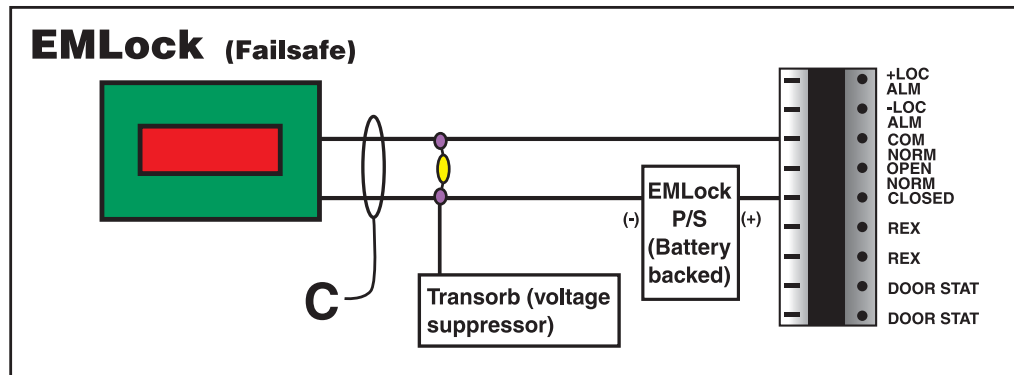 EMLock (Failsafe)
C
Transorb (voltage
suppressor)
(-)
EMLock
P/S
(Battery
backed)
(+)
+LOC
ALM
-LOC
ALM
COM
NORM
OPEN
NORM
CLOSED
REX
REX
DOOR STAT
DOOR STAT